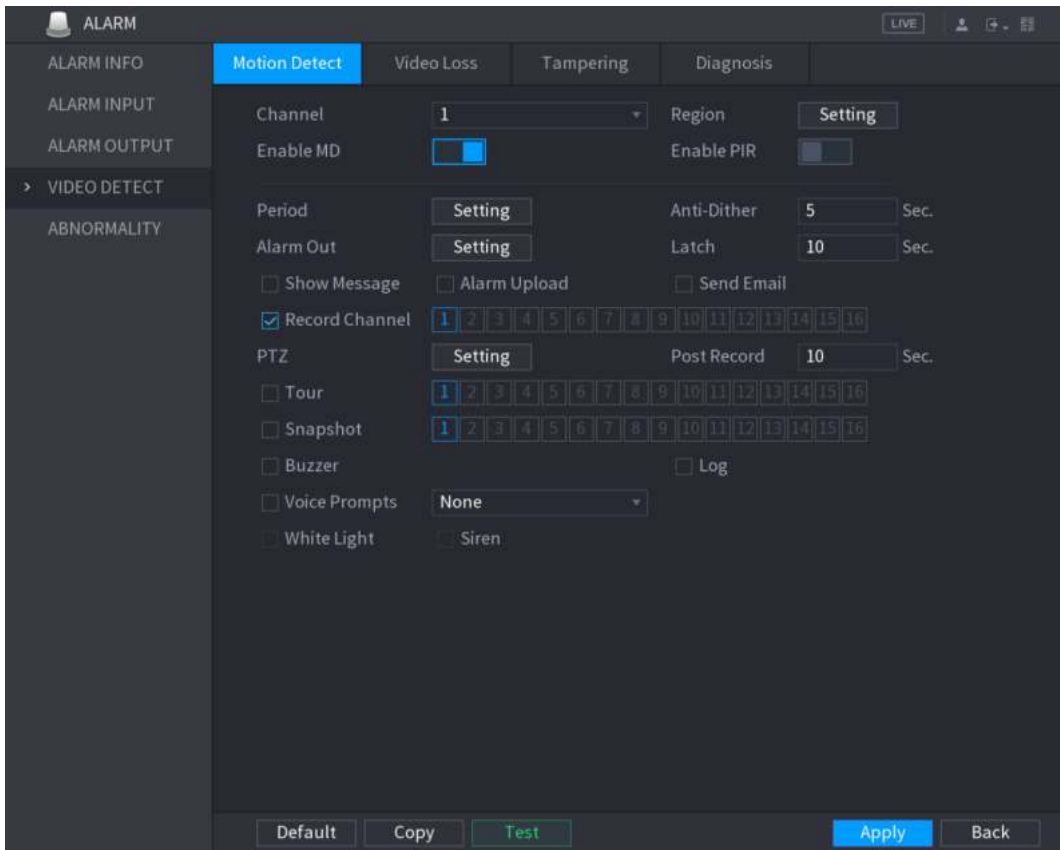 ALARM
LIVE
ALARM INFO
ALARM INPUT
ALARM OUTPUT
> VIDEO DETECT
ABNORMALITY
Motion Detect Video Loss Tampering Diagnosis
Channel 1 Region Setting
Enable MD Enable PIR
Period Setting Anti-Dither 5 Sec.
Alarm Out Setting Latch 10 Sec.
Show Message Alarm Upload Send Email
Record Channel 1 2 3 4 5 6 7 8 9 10 11 12 13 14 15 16
PTZ Setting Post Record 10 Sec.
Tour 1 2 3 4 5 6 7 8 9 10 11 12 13 14 15 16
Snapshot 1 2 3 4 5 6 7 8 9 10 11 12 13 14 15 16
Buzzer Log
Voice Prompts None
White Light Siren
Default Copy Test Apply Back